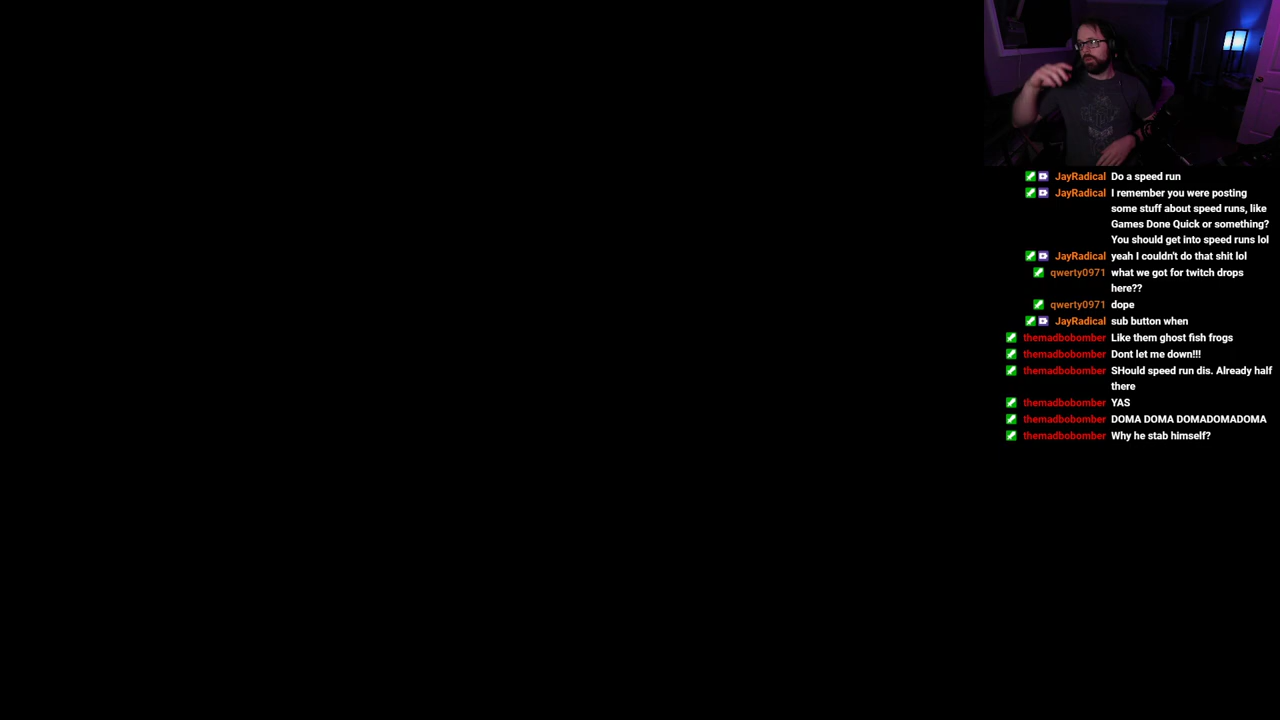 JayRadical Do a speed run
JayRadical I remember you were posting
some stuff about speed runs, like
Games Done Quick or something?
You should get into speed runs lol
JayRadical yeah I couldn't do that shit lol
qwerty0971 what we got for twitch drops
here??
qwerty0971 dope
JayRadical sub button when
themadbobomber Like them ghost fish frogs
themadbobomber Dont let me down!!!
themadbobomber SHould speed run dis. Already half
there
themadbobomber YAS
themadbobomber DOMA DOMA DOMADOMADOMA
themadbobomber Why he stab himself?